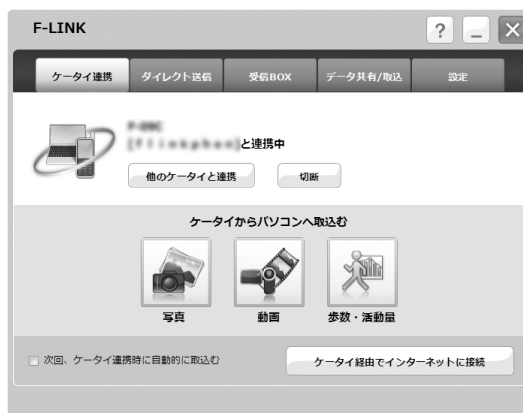 F-LINK
?
ケータイ連携 ダイレクト送信 受信BOX データ共有/取込 設定
と連携中
他のケータイと連携 切断
ケータイからパソコンへ取込む
写真 動画 歩数・活動量
次回、ケータイ連携時に自動的に取込む
ケータイ経由でインターネットに接続